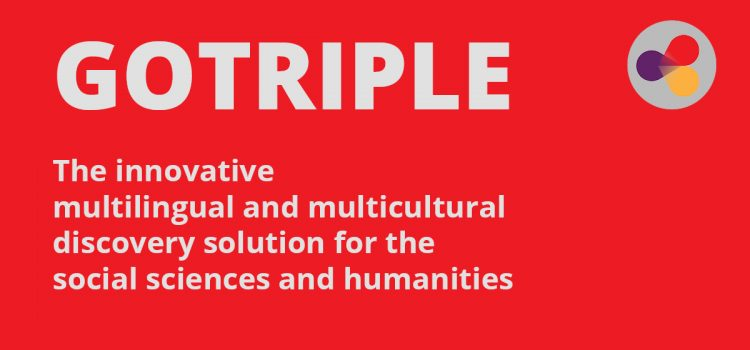 GOTRIPLE
The innovative
multilingual and multicultural
discovery solution for the
social sciences and humanities